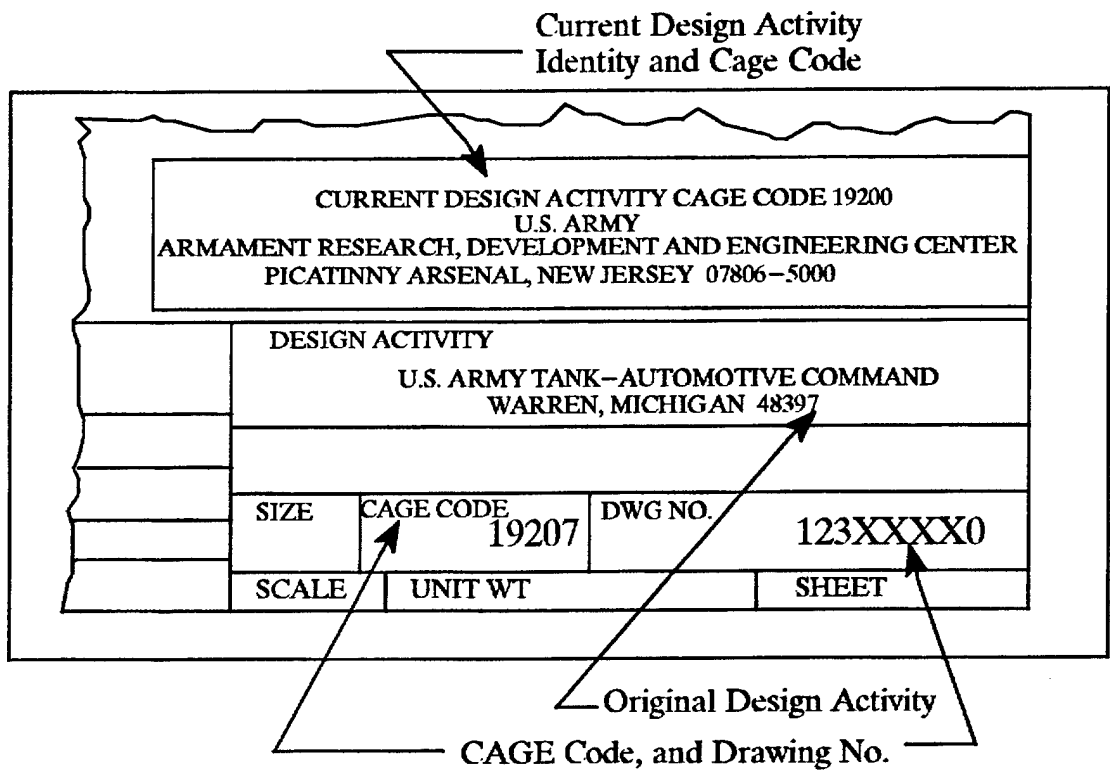 Current Design Activity
Identity and Cage Code
CURRENT DESIGN ACTIVITY CAGE CODE 19200
U.S. ARMY
ARMAMENT RESEARCH, DEVELOPMENT AND ENGINEERING CENTER
PICATINNY ARSENAL, NEW JERSEY 07806-5000
DESIGN ACTIVITY
U.S. ARMY TANK-AUTOMOTIVE COMMAND
WARREN, MICHIGAN 48397
SIZE CAGE CODE DWG NO.
19207 123XXXX0
SCALE UNIT WT SHEET
Original Design Activity
CAGE Code, and Drawing No.